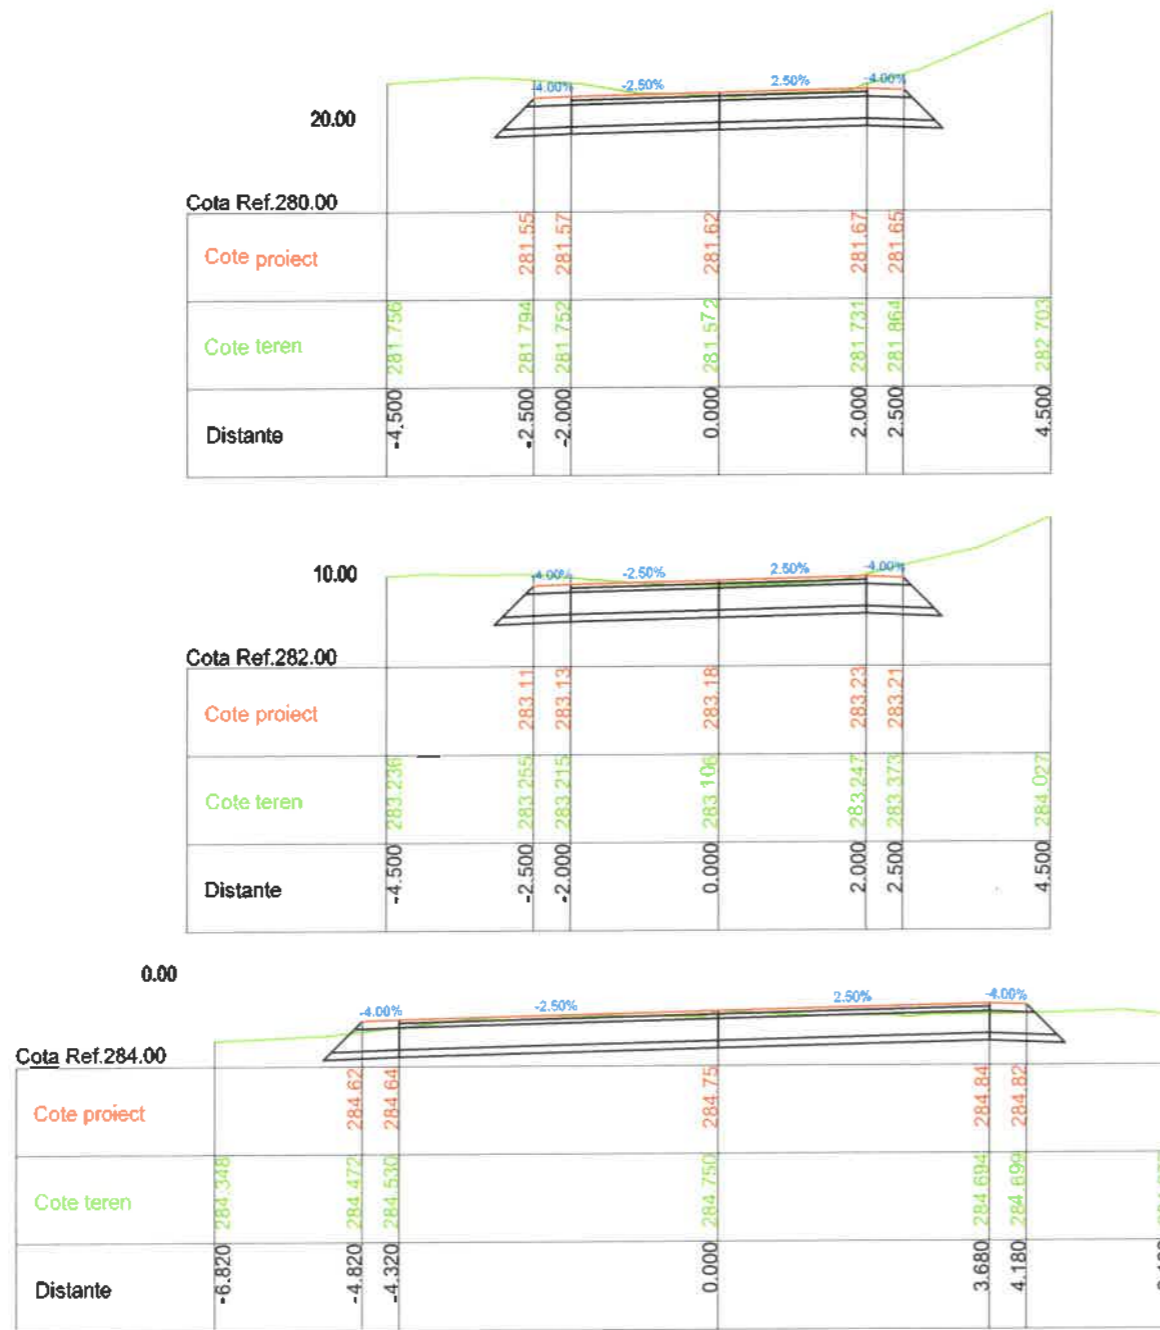 -4.00% -2.50% 2.50% -4.00%
20.00
Cota Ref.280.00
Cote proiect 281.55 281.57 281.62 281.67 281.65
Cote teren 281.756 281.794 281.752 281.572 281.731 281.864 282.703
Distante -4.500 -2.500 -2.000 0.000 2.000 2.500 4.500
10.00 -4.00% -2.50% 2.50% -4.00%
Cota Ref.282.00
Cote proiect 283.11 283.13 283.18 283.23 283.21
Cote teren 283.236 283.255 283.215 283.106 283.247 283.373 284.027
Distante -4.500 -2.500 -2.000 0.000 2.000 2.500 4.500
0.00
-4.00% -2.50% 2.50% -4.00%
Cota Ref.284.00
Cote proiect 284.62 284.64 284.75 284.84 284.82
Cote teren 284.348 284.472 284.530 284.750 284.694 284.699
Distante -6.820 -4.820 -4.320 0.000 3.680 4.180